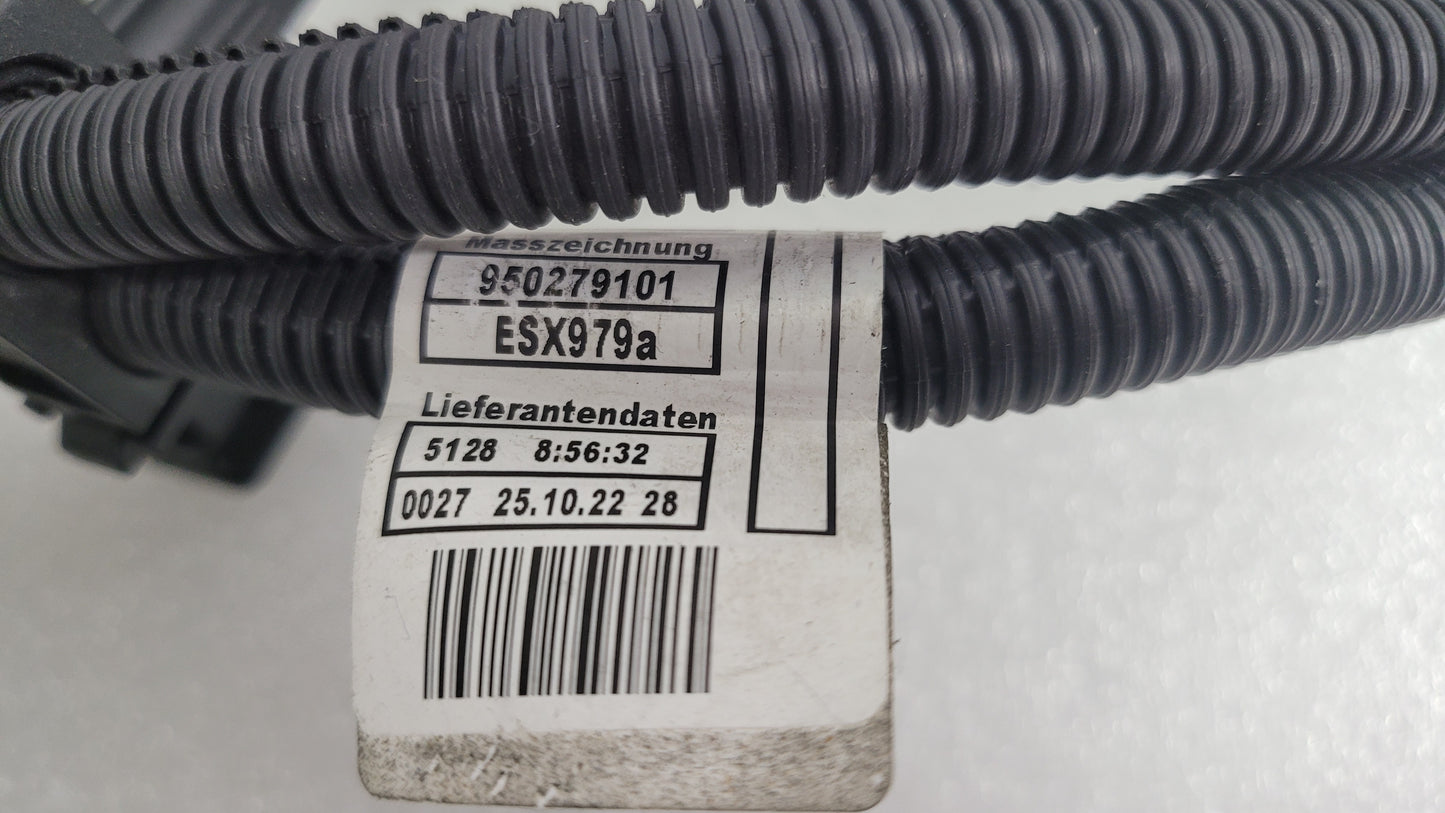 Masszeichnung
950279101
ESX979a
Lieferantendaten
5128 8:56:32
0027 25.10.22 28